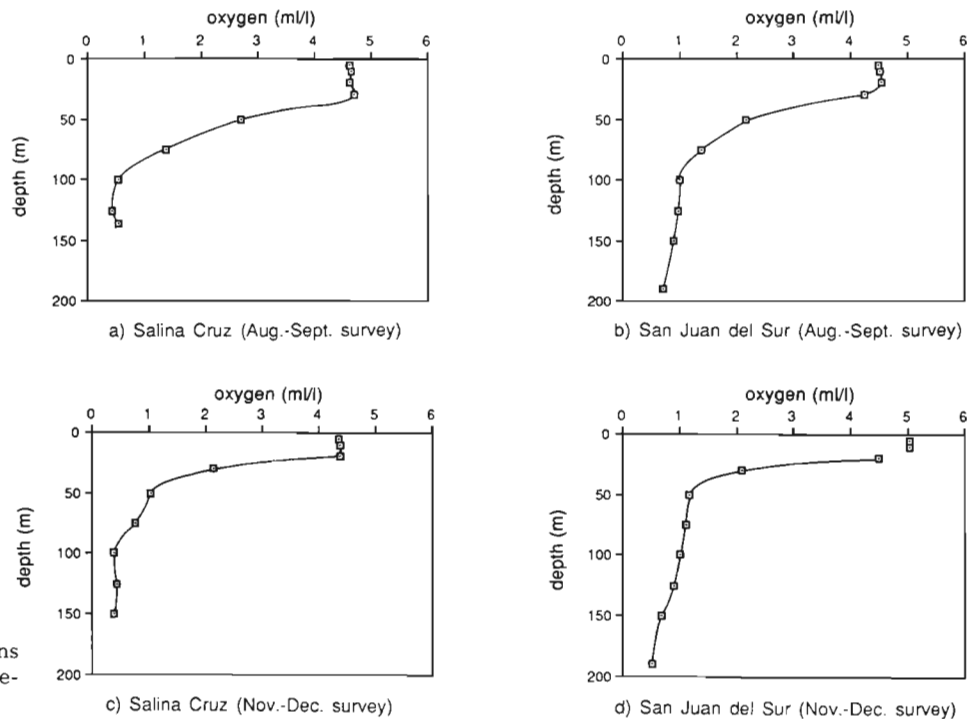 oxygen (ml/l)
0 1 2 3 4 5 6
0
50
100
150
200
depth (m)
a) Salina Cruz (Aug.-Sept. survey)
oxygen (ml/l)
0 1 2 3 4 5 6
0
50
100
150
200
depth (m)
b) San Juan del Sur (Aug.-Sept. survey)
oxygen (ml/l)
0 1 2 3 4 5 6
0
50
100
150
200
depth (m)
c) Salina Cruz (Nov.-Dec. survey)
oxygen (ml/l)
0 1 2 3 4 5 6
0
50
100
150
200
depth (m)
d) San Juan del Sur (Nov.-Dec. survey)
ns
e-